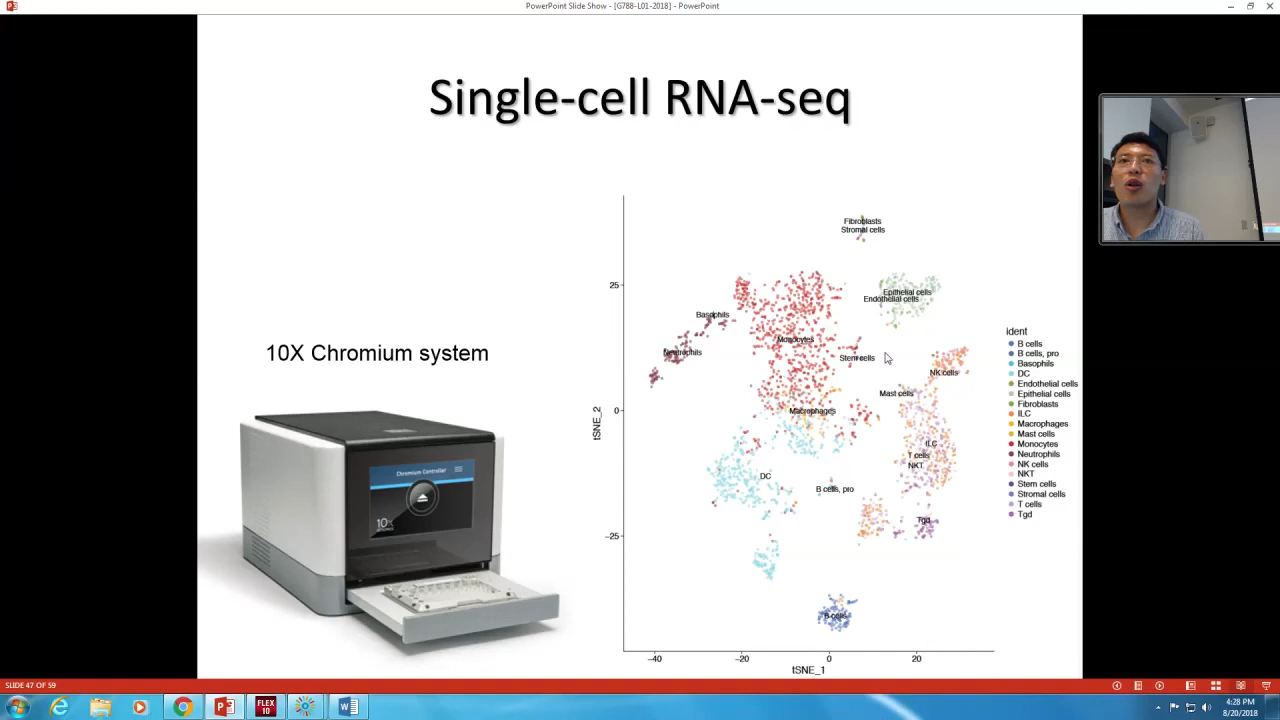 PowerPoint Slide Show - [G788-L01-2018] - PowerPoint
Single-cell RNA-seq
10X Chromium system
Chromium Controller
10X
GENOMICS
tSNE_2
25
0
−25
−40
−20
0
20
tSNE_1
Fibroblasts
Stromal cells
Epithelial cells
Endothelial cells
Basophils
Monocytes
Neutrophils
Stem cells
NK cells
Mast cells
Macrophages
ILC
T cells
NKT
DC
B cells, pro
Tgd
B cells
ident
B cells
B cells, pro
Basophils
DC
Endothelial cells
Epithelial cells
Fibroblasts
ILC
Macrophages
Mast cells
Monocytes
Neutrophils
NK cells
NKT
Stem cells
Stromal cells
T cells
Tgd
SLIDE 47 OF 59
FLEX
10
4:28 PM
8/20/2018